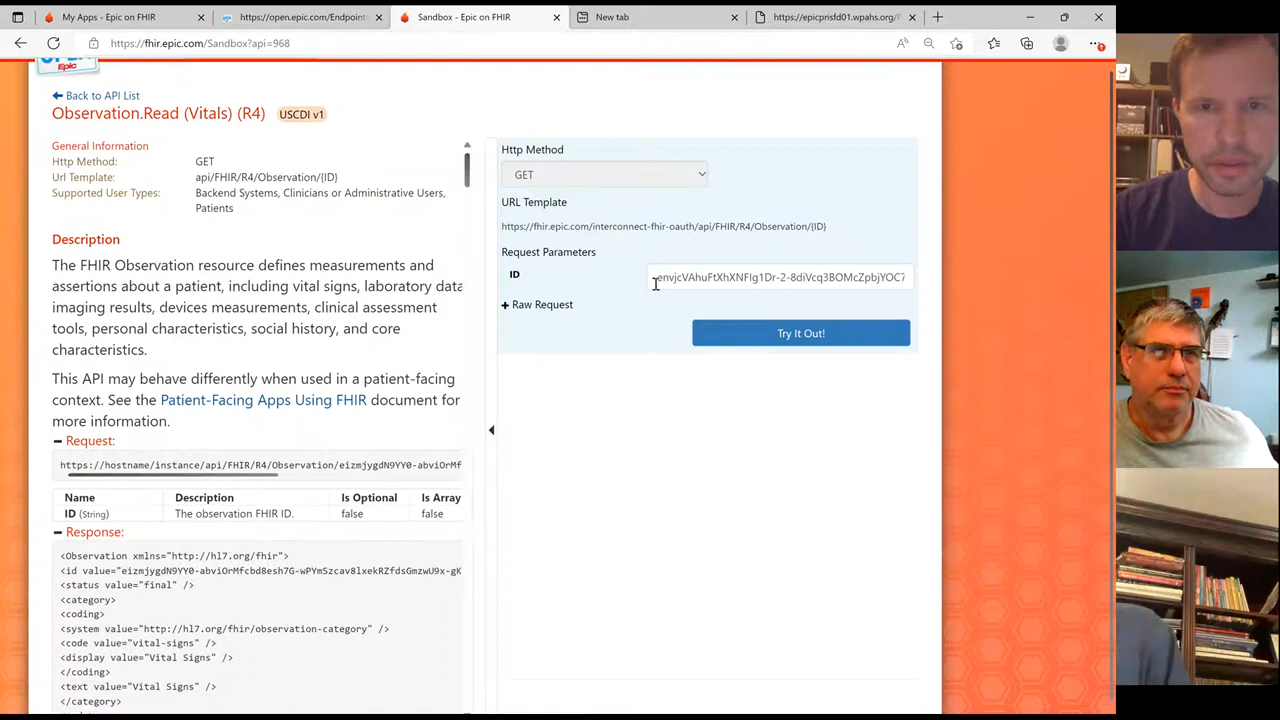 My Apps - Epic on FHIR
https://open.epic.com/Endpoint
Sandbox - Epic on FHIR
New tab
https://epicprisfd01.wpahs.org/F
https://fhir.epic.com/Sandbox?api=968
Epic
Back to API List
Observation.Read (Vitals) (R4) USCDI v1
General Information
Http Method: GET
Url Template: api/FHIR/R4/Observation/{ID}
Supported User Types: Backend Systems, Clinicians or Administrative Users,
Patients
Description
The FHIR Observation resource defines measurements and
assertions about a patient, including vital signs, laboratory data
imaging results, devices measurements, clinical assessment
tools, personal characteristics, social history, and core
characteristics.
This API may behave differently when used in a patient-facing
context. See the Patient-Facing Apps Using FHIR document for
more information.
Request:
https://hostname/instance/api/FHIR/R4/Observation/eizmjygdN9YY0-abviOrMf
Name Description Is Optional Is Array
ID (String) The observation FHIR ID. false false
Response:
<Observation xmlns="http://hl7.org/fhir">
<id value="eizmjygdN9YY0-abviOrMfcbd8esh7G-wPYmSzcav8lxekRZfdsGmzwU9x-gK
<status value="final" />
<category>
<coding>
<system value="http://hl7.org/fhir/observation-category" />
<code value="vital-signs" />
<display value="Vital Signs" />
</coding>
<text value="Vital Signs" />
</category>
Http Method
GET
URL Template
https://fhir.epic.com/interconnect-fhir-oauth/api/FHIR/R4/Observation/{ID}
Request Parameters
ID envjcVAhuFtXhXNFIg1Dr-2-8diVcq3BOMcZpbjYOC7
Raw Request
Try It Out!